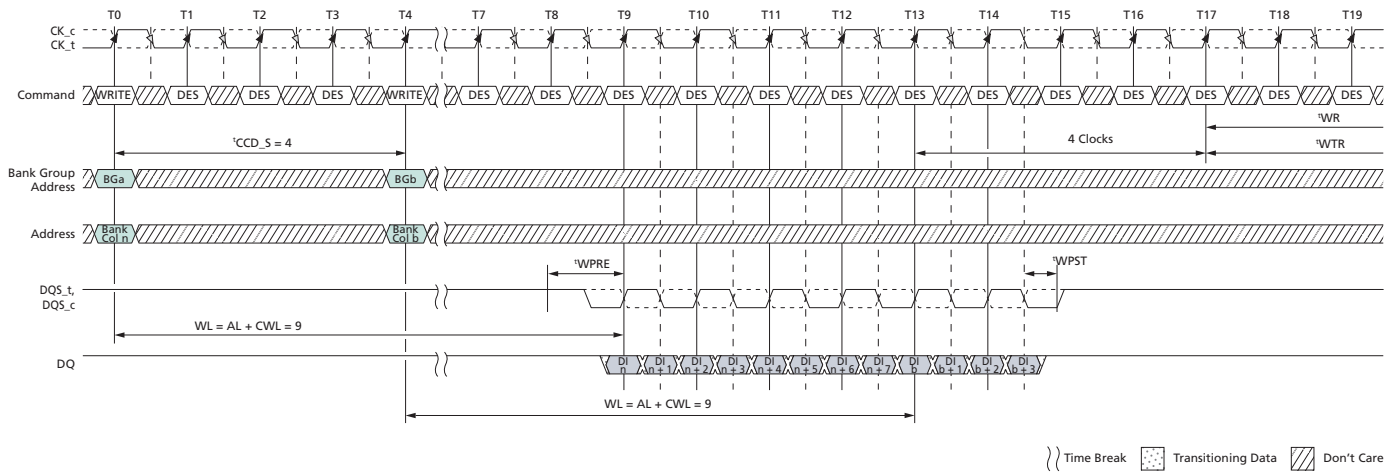 T0 T1 T2 T3 T4 T7 T8 T9 T10 T11 T12 T13 T14 T15 T16 T17 T18 T19
CK_c
CK_t
Command WRITE DES DES DES WRITE DES DES DES DES DES DES DES DES DES DES DES DES DES
tWR
tCCD_S = 4 4 Clocks tWTR
Bank Group
Address BGa BGb
Address Bank
Col n Bank
Col b
tWPRE tWPST
DQS_t,
DQS_c
WL = AL + CWL = 9
DQ DI
n DI
n + 1 DI
n + 2 DI
n + 3 DI
n + 4 DI
n + 5 DI
n + 6 DI
n + 7 DI
b DI
b + 1 DI
b + 2 DI
b + 3
WL = AL + CWL = 9
Time Break Transitioning Data Don't Care